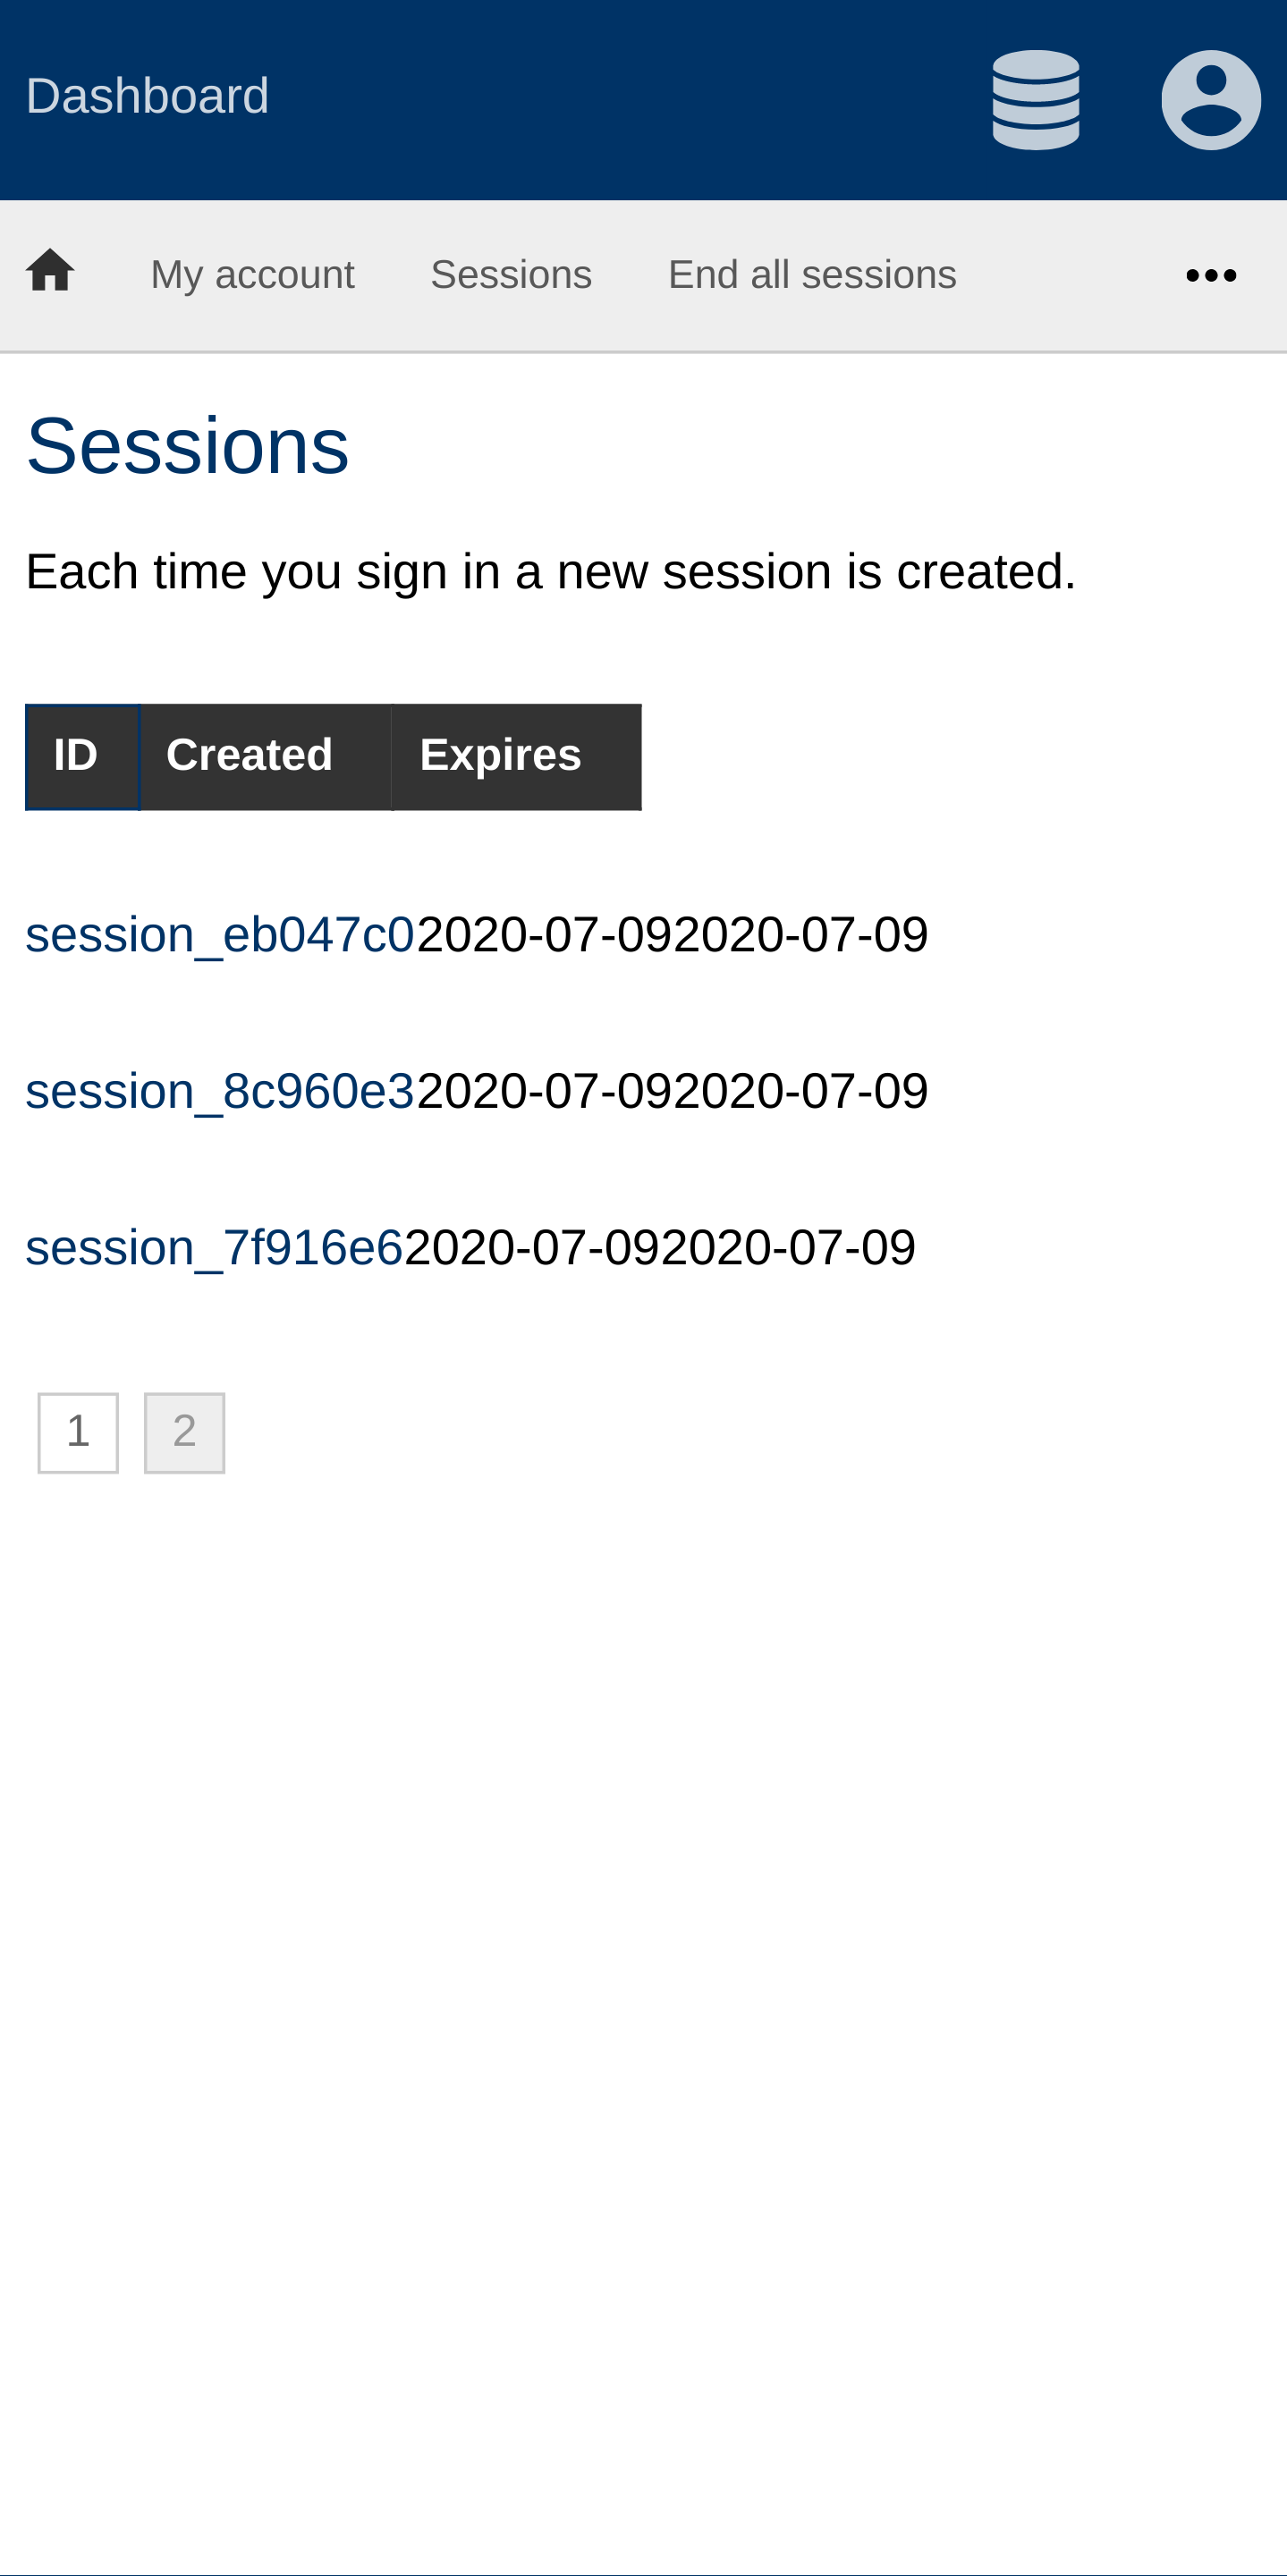 Dashboard
My account Sessions End all sessions
Sessions
Each time you sign in a new session is created.
ID Created Expires
session_eb047c02020-07-092020-07-09
session_8c960e32020-07-092020-07-09
session_7f916e62020-07-092020-07-09
1 2